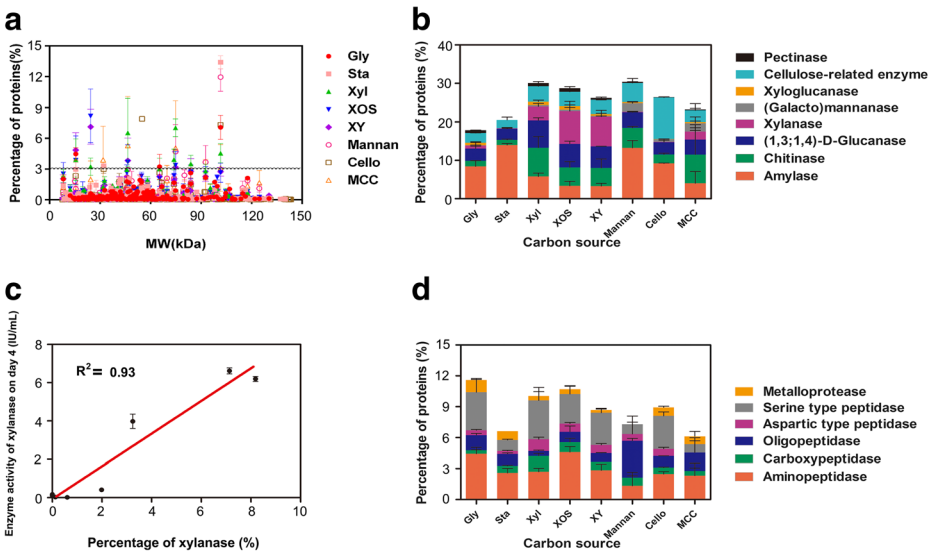 a
Percentage of proteins(%)
15
12
9
6
3
0
0 30 60 90 120 150
MW(kDa)
Gly
Sta
Xyl
XOS
XY
Mannan
Cello
MCC
b
Percentage of proteins (%)
40
30
20
10
0
Gly Sta Xyl XOS XY Mannan Cello MCC
Carbon source
Pectinase
Cellulose-related enzyme
Xyloglucanase
(Galacto)mannanase
Xylanase
(1,3;1,4)-D-Glucanase
Chitinase
Amylase
c
Enzyme activity of xylanase on day 4 (IU/mL)
8
6
4
2
0
R2= 0.93
0 2 4 6 8 10
Percentage of xylanase (%)
d
Percentage of proteins (%)
15
12
9
6
3
0
Gly Sta Xyl XOS XY Mannan Cello MCC
Carbon source
Metalloprotease
Serine type peptidase
Aspartic type peptidase
Oligopeptidase
Carboxypeptidase
Aminopeptidase